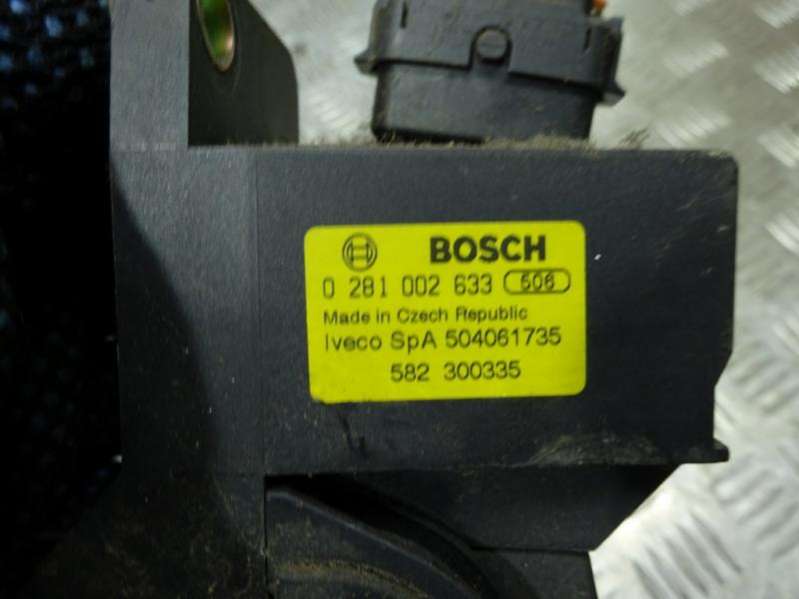 BOSCH
0 281 002 633 506
Made in Czech Republic
Iveco SpA 504061735
582 300335